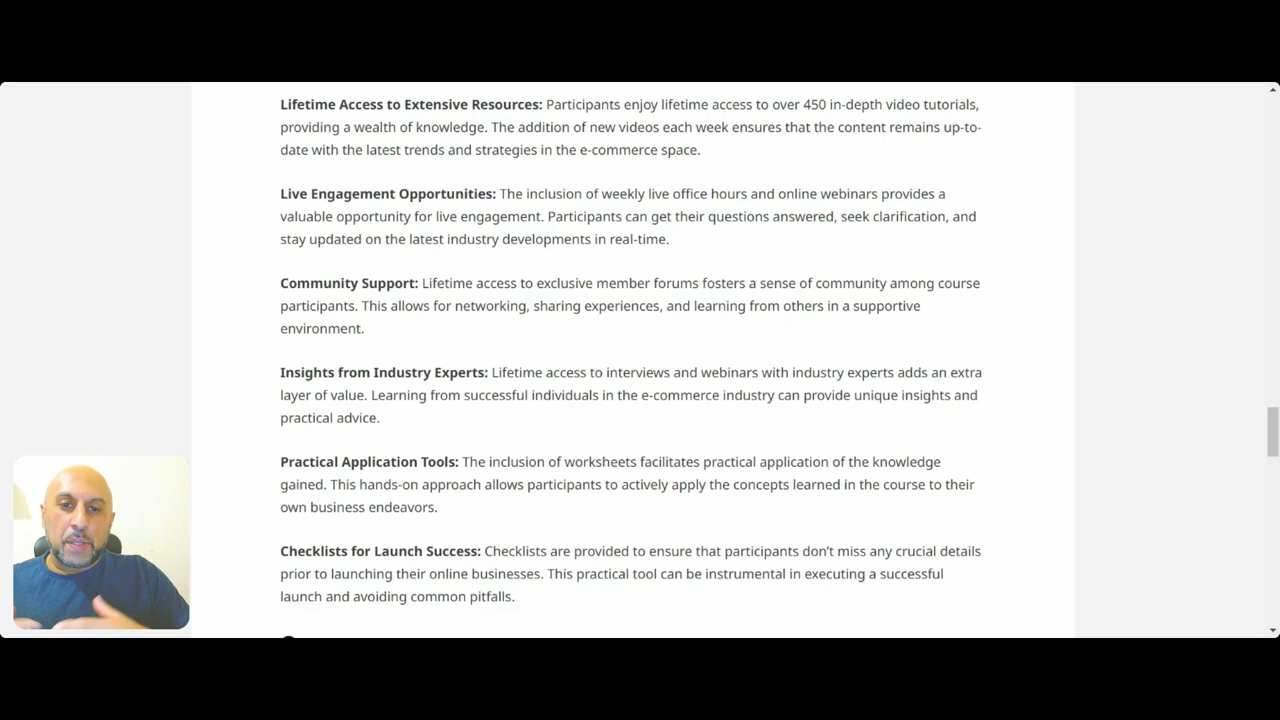 Lifetime Access to Extensive Resources: Participants enjoy lifetime access to over 450 in-depth video tutorials,
providing a wealth of knowledge. The addition of new videos each week ensures that the content remains up-to-
date with the latest trends and strategies in the e-commerce space.
Live Engagement Opportunities: The inclusion of weekly live office hours and online webinars provides a
valuable opportunity for live engagement. Participants can get their questions answered, seek clarification, and
stay updated on the latest industry developments in real-time.
Community Support: Lifetime access to exclusive member forums fosters a sense of community among course
participants. This allows for networking, sharing experiences, and learning from others in a supportive
environment.
Insights from Industry Experts: Lifetime access to interviews and webinars with industry experts adds an extra
layer of value. Learning from successful individuals in the e-commerce industry can provide unique insights and
practical advice.
Practical Application Tools: The inclusion of worksheets facilitates practical application of the knowledge
gained. This hands-on approach allows participants to actively apply the concepts learned in the course to their
own business endeavors.
Checklists for Launch Success: Checklists are provided to ensure that participants don't miss any crucial details
prior to launching their online businesses. This practical tool can be instrumental in executing a successful
launch and avoiding common pitfalls.